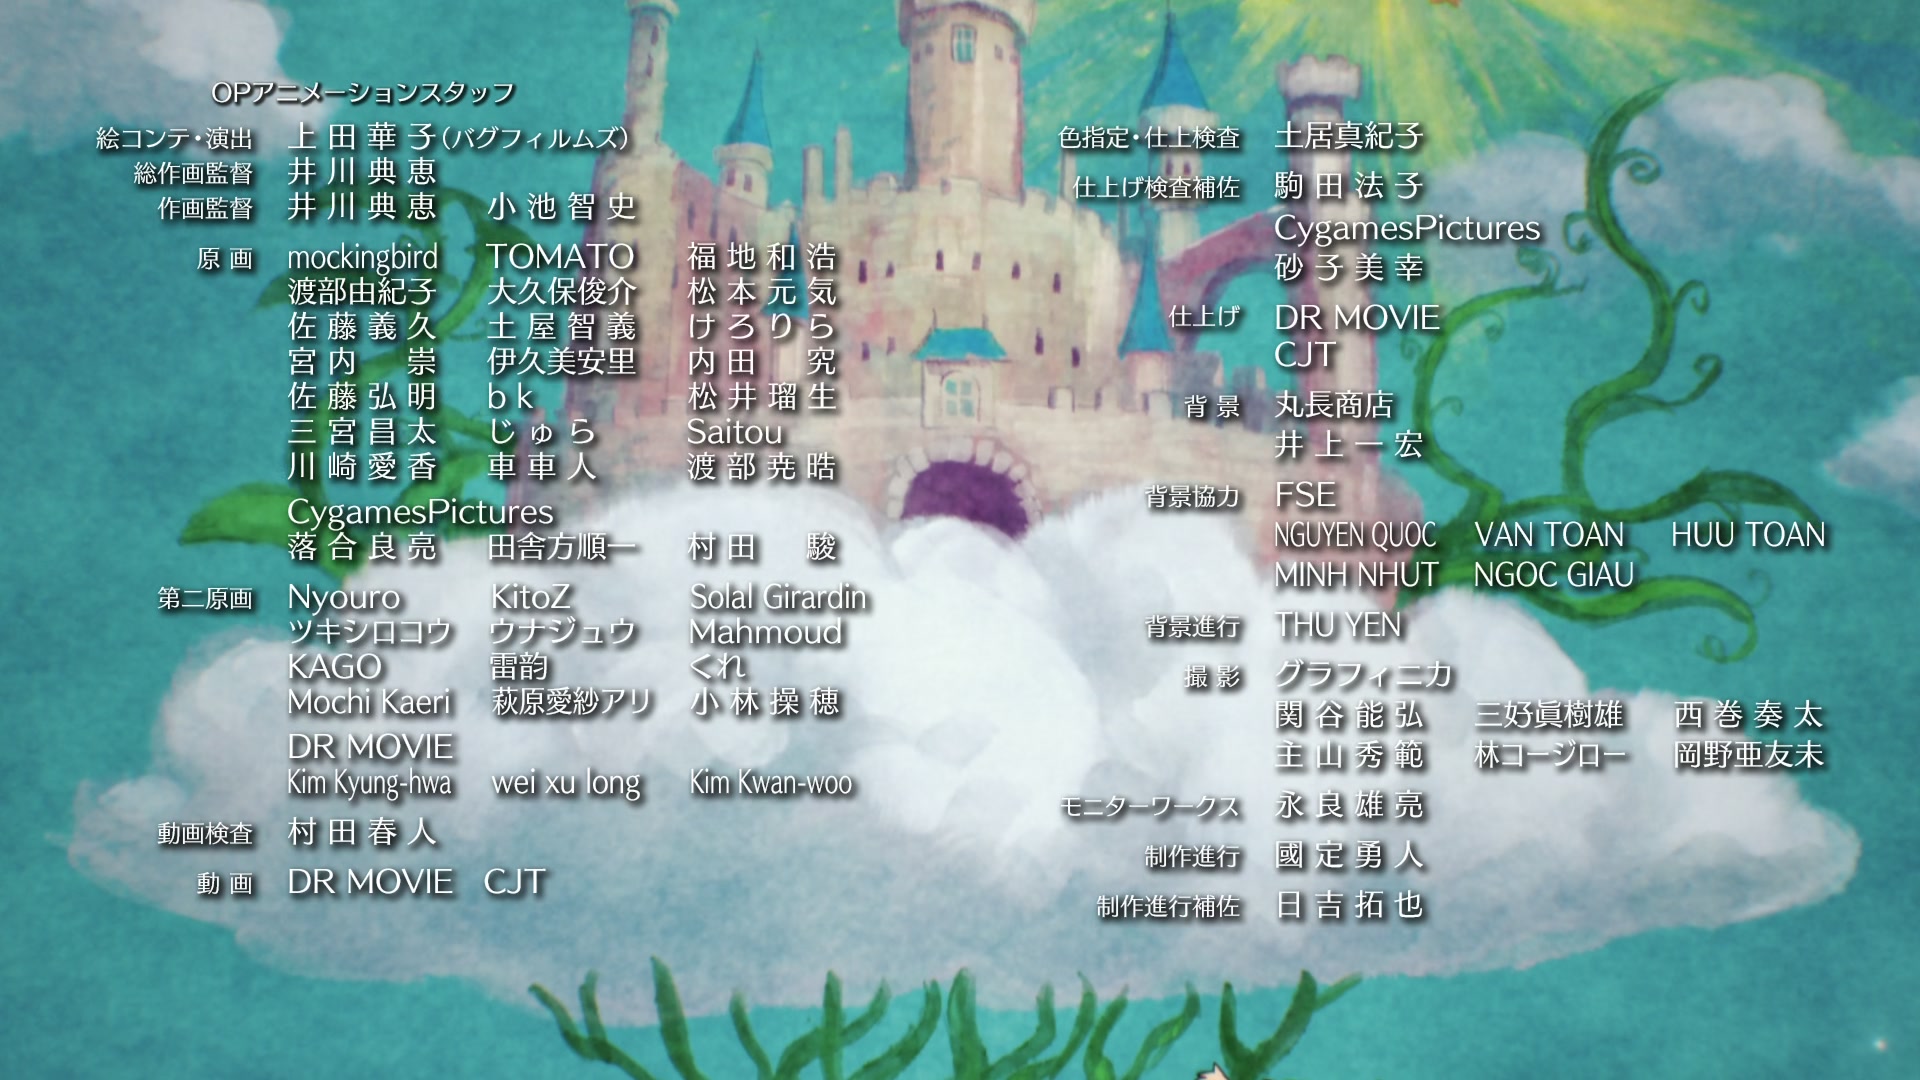 OPアニメーションスタッフ
絵コンテ・演出 上田華子(バグフィルムズ)
総作画監督 井川典恵
作画監督 井川典恵 小池智史
原画 mockingbird TOMATO 福地和浩
渡部由紀子 大久保俊介 松本元気
佐藤義久 土屋智義 けろりら
宮内崇 伊久美安里 内田究
佐藤弘明 bk 松井瑠生
三宮昌太 じゅら Saitou
川崎愛香 車車人 渡部尭晧
CygamesPictures
落合良亮 田舎方順一 村田駿
第二原画 Nyouro KitoZ Solal Girardin
ツキシロコウ ウナジュウ Mahmoud
KAGO 雷韵 くれ
Mochi Kaeri 萩原愛紗アリ 小林操穂
DR MOVIE
Kim Kyung-hwa wei xu long Kim Kwan-woo
動画検査 村田春人
動画 DR MOVIE CJT
色指定・仕上検査 土居真紀子
仕上げ検査補佐 駒田法子
CygamesPictures
砂子美幸
仕上げ DR MOVIE
CJT
背景 丸長商店
井上一宏
背景協力 FSE
NGUYEN QUOC VAN TOAN HUU TOAN
MINH NHUT NGOC GIAU
背景進行 THU YEN
撮影 グラフィニカ
関谷能弘 三好眞樹雄 西巻奏太
主山秀範 林コージロー 岡野亜友未
モニターワークス 永良雄亮
制作進行 國定勇人
制作進行補佐 日吉拓也